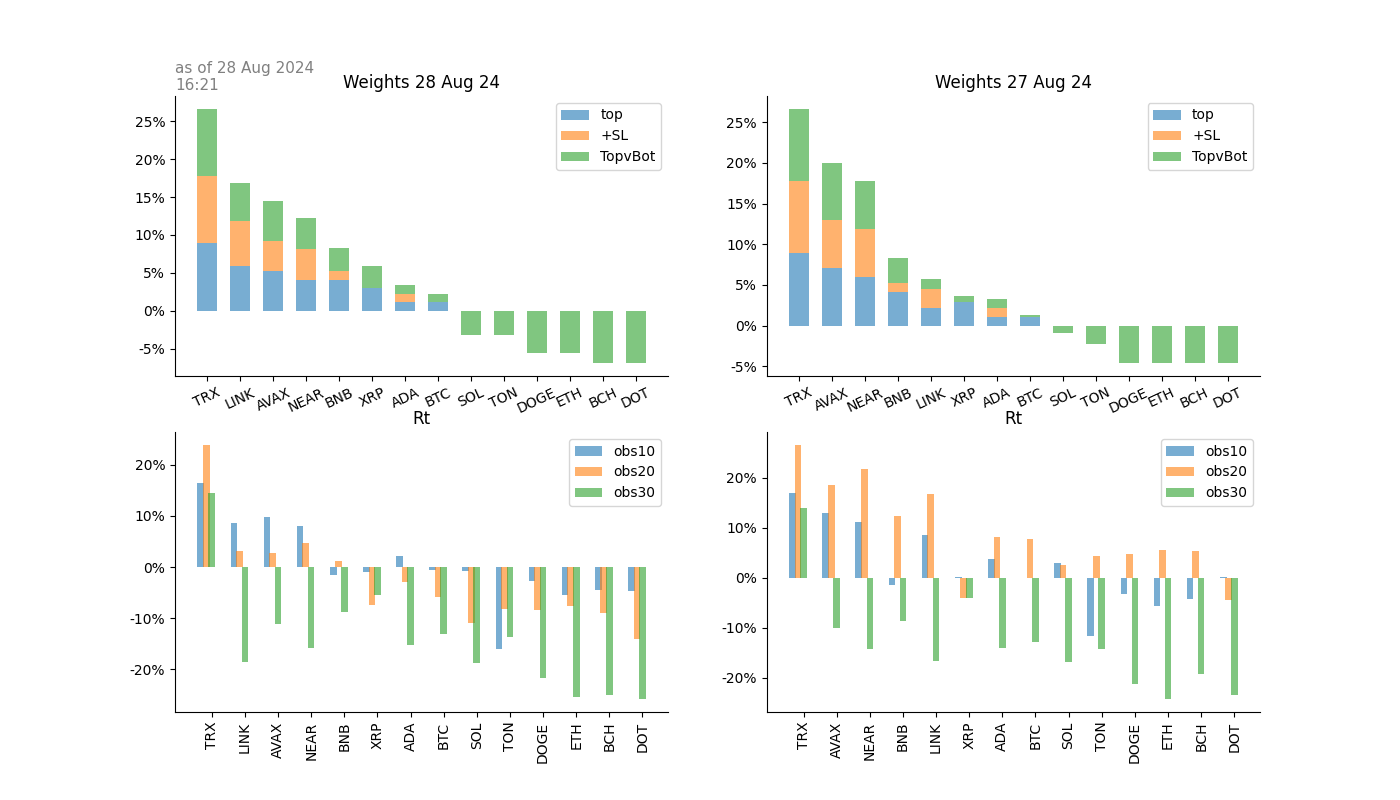 as of 28 Aug 2024
16:21
Weights 28 Aug 24
25%
20%
15%
10%
5%
0%
-5%
top
+SL
TopvBot
TRX LINK AVAX NEAR BNB XRP ADA BTC SOL TON DOGE ETH BCH DOT
Weights 27 Aug 24
25%
20%
15%
10%
5%
0%
-5%
top
+SL
TopvBot
TRX AVAX NEAR BNB LINK XRP ADA BTC SOL TON DOGE ETH BCH DOT
Rt
20%
10%
0%
-10%
-20%
obs10
obs20
obs30
TRX LINK AVAX NEAR BNB XRP ADA BTC SOL TON DOGE ETH BCH DOT
Rt
20%
10%
0%
-10%
-20%
obs10
obs20
obs30
TRX AVAX NEAR BNB LINK XRP ADA BTC SOL TON DOGE ETH BCH DOT